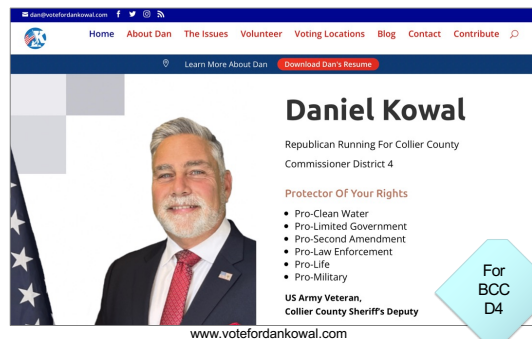 dan@votefordankowal.com
Home About Dan The Issues Volunteer Voting Locations Blog Contact Contribute
Learn More About Dan Download Dan's Resume
Daniel Kowal
Republican Running For Collier County
Commissioner District 4
Protector Of Your Rights
• Pro-Clean Water
• Pro-Limited Government
• Pro-Second Amendment
• Pro-Law Enforcement
• Pro-Life
• Pro-Military
US Army Veteran,
Collier County Sheriff's Deputy
For
BCC
D4
www.votefordankowal.com